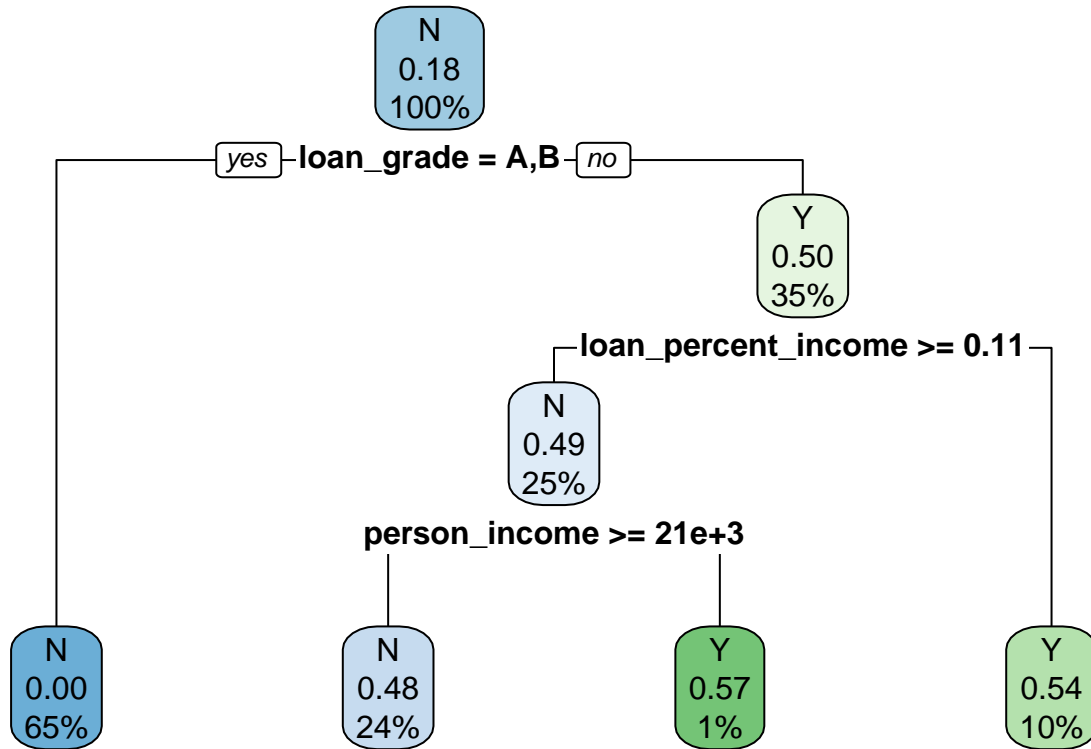 N
0.18
100%
yes loan_grade = A,B no
Y
0.50
35%
loan_percent_income >= 0.11
N
0.49
25%
person_income >= 21e+3
N
0.00
65%
N
0.48
24%
Y
0.57
1%
Y
0.54
10%